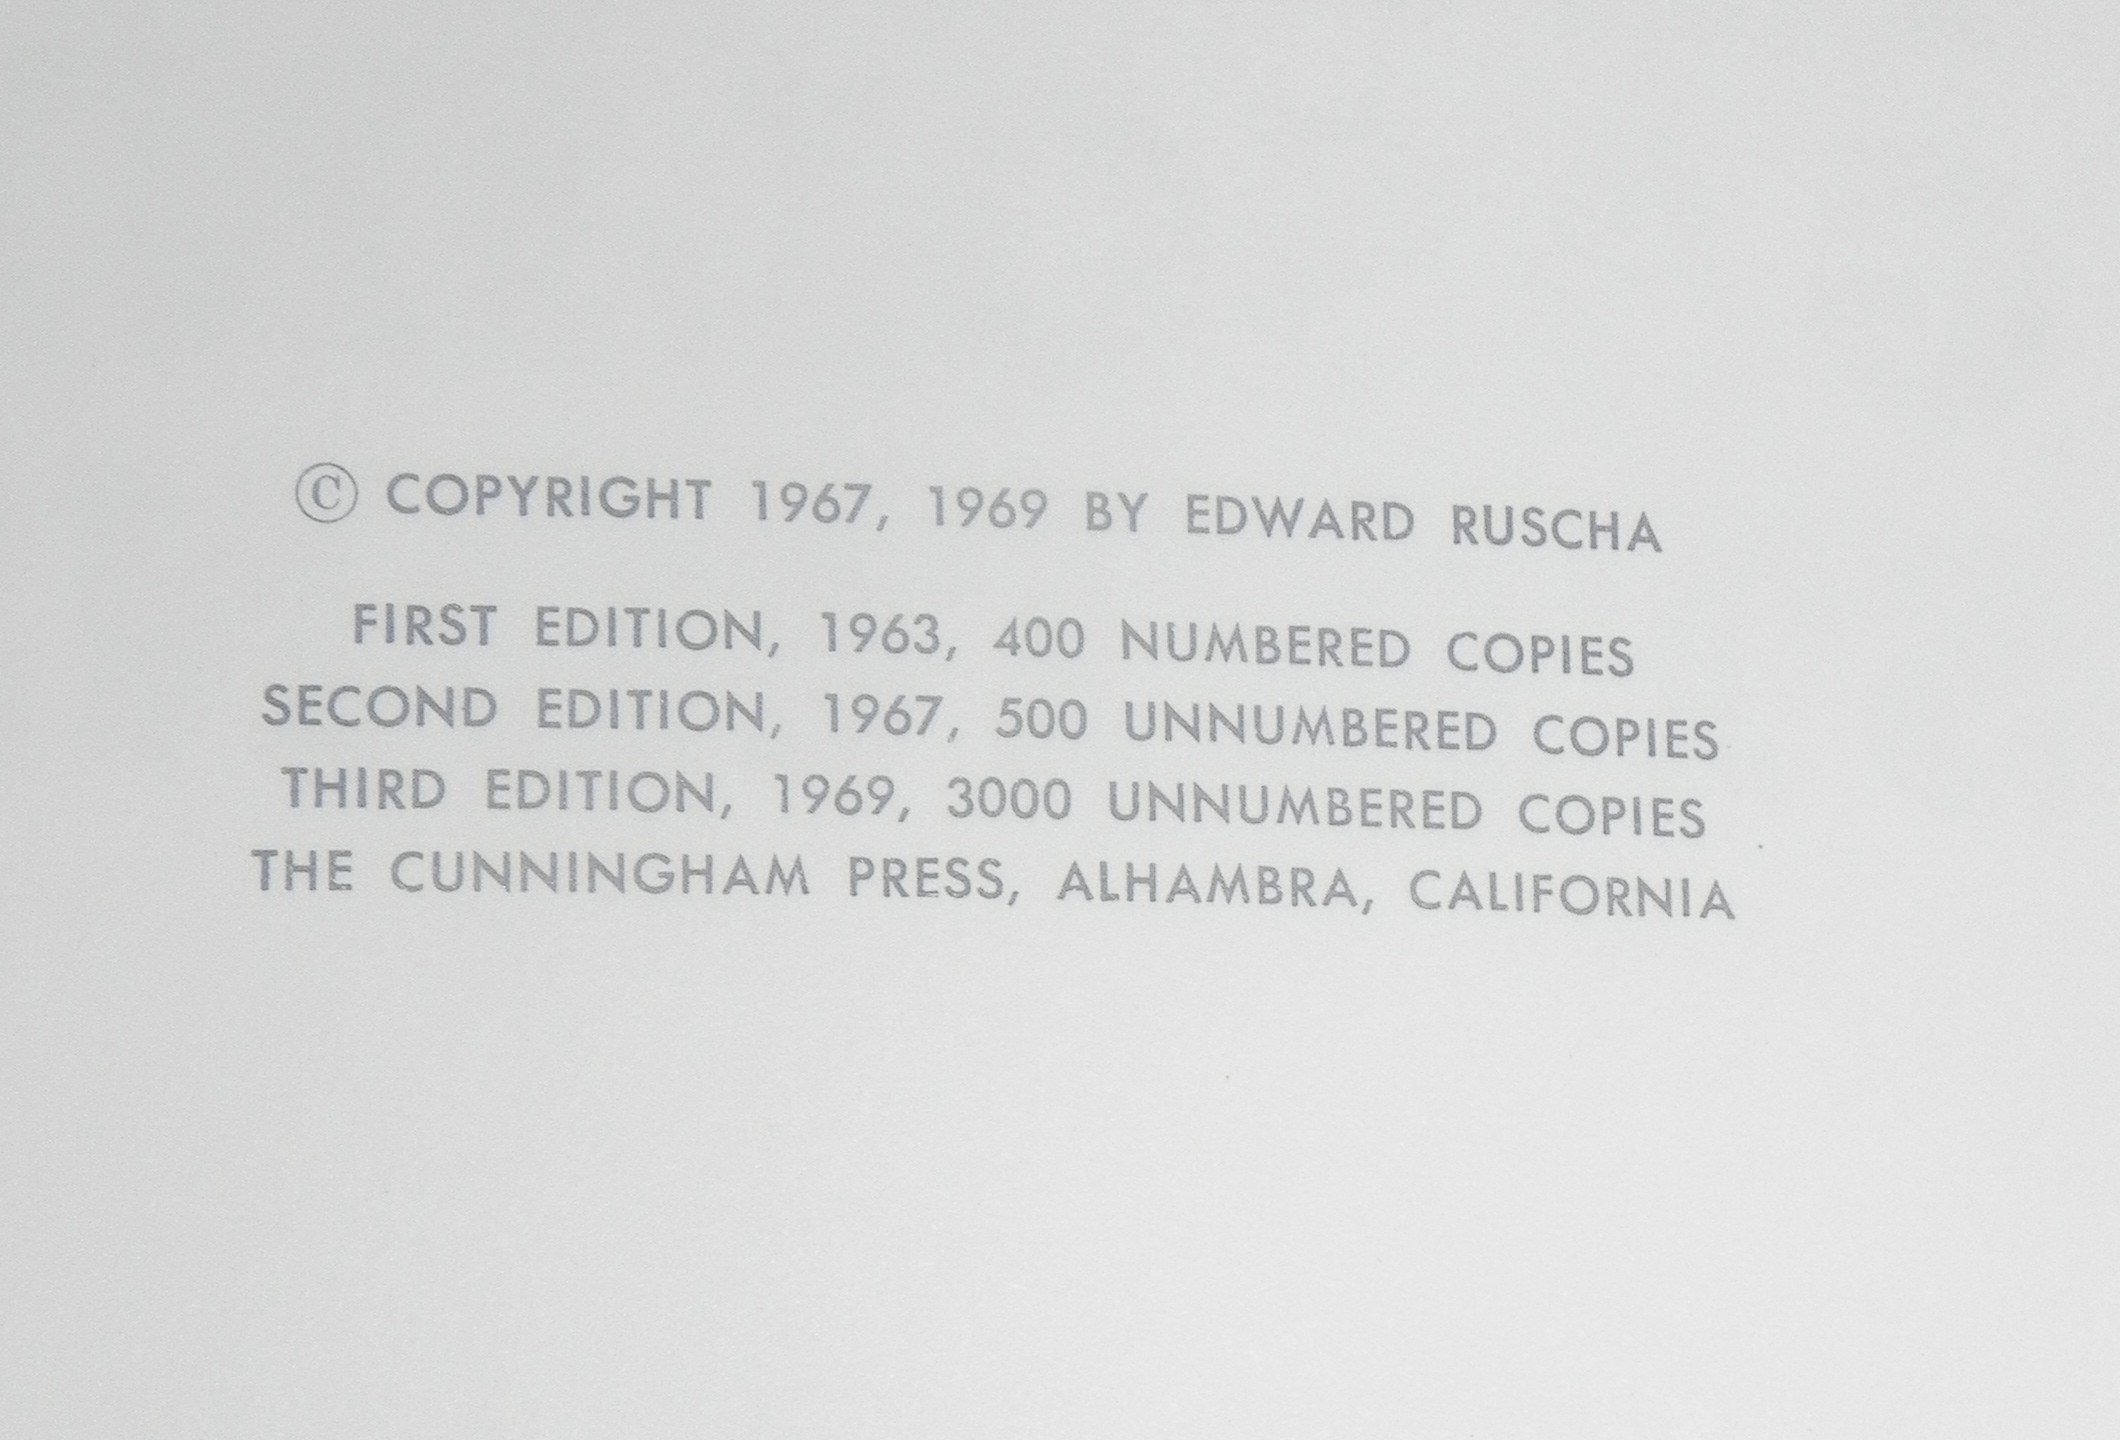 © COPYRIGHT 1967, 1969 BY EDWARD RUSCHA
FIRST EDITION, 1963, 400 NUMBERED COPIES
SECOND EDITION, 1967, 500 UNNUMBERED COPIES
THIRD EDITION, 1969, 3000 UNNUMBERED COPIES
THE CUNNINGHAM PRESS, ALHAMBRA, CALIFORNIA